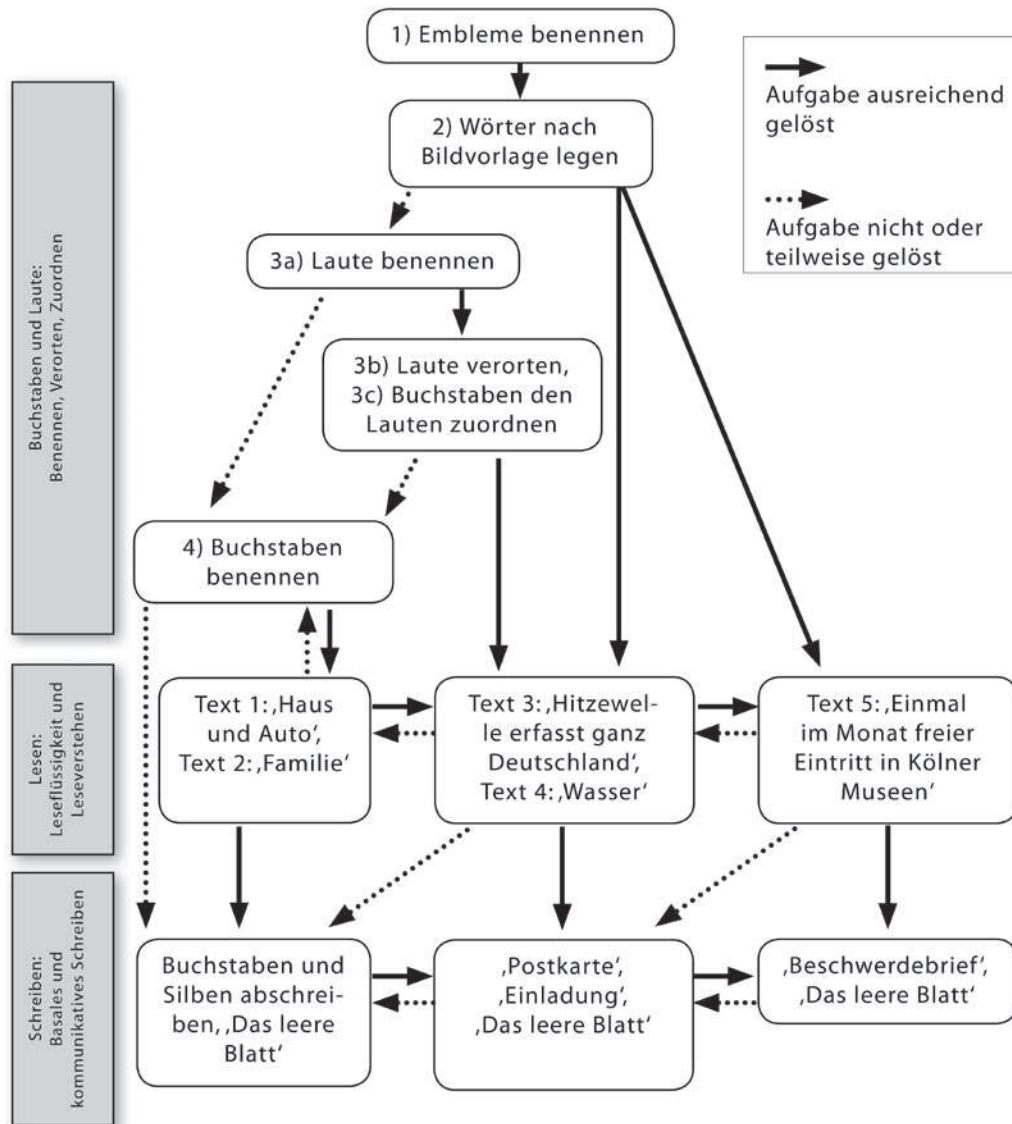 1) Embleme benennen
Aufgabe ausreichend
gelöst
Aufgabe nicht oder
teilweise gelöst
2) Wörter nach
Bildvorlage legen
3a) Laute benennen
3b) Laute verorten,
3c) Buchstaben den
Lauten zuordnen
4) Buchstaben
benennen
Buchstaben und Laute:
Benennen, Verorten, Zuordnen
Lesen:
Leseflüssigkeit und
Leseverstehen
Text 1: ‚Haus
und Auto‘,
Text 2: ‚Familie‘
Text 3: ‚Hitzewel-
le erfasst ganz
Deutschland‘,
Text 4: ‚Wasser‘
Text 5: ‚Einmal
im Monat freier
Eintritt in Kölner
Museen‘
Schreiben:
Basales und
kommunikatives Schreiben
Buchstaben und
Silben abschrei-
ben, ‚Das leere
Blatt‘
‚Postkarte‘,
‚Einladung‘,
‚Das leere Blatt‘
‚Beschwerdebrief‘,
‚Das leere Blatt‘